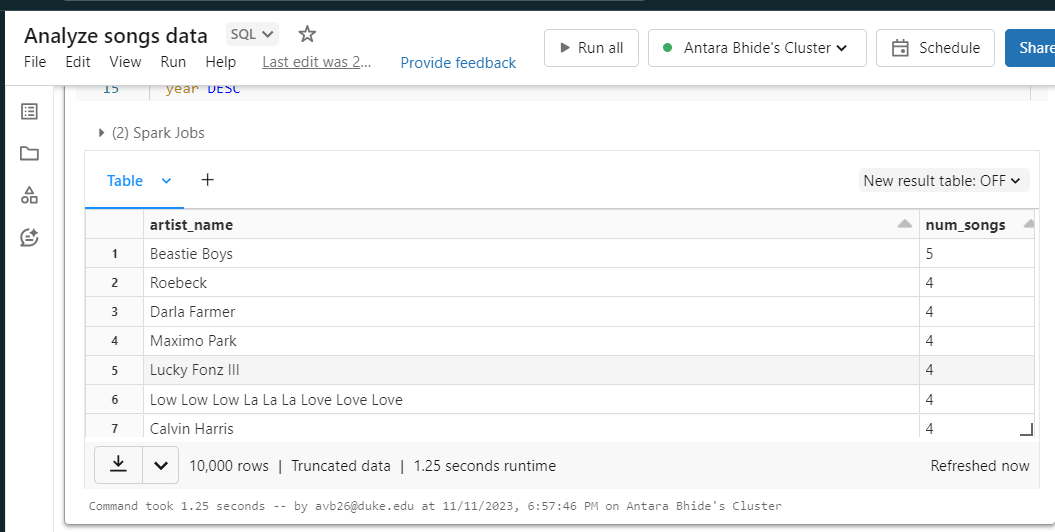 Analyze songs data SQL
File Edit View Run Help Last edit was 2... Provide feedback
Run all
Antara Bhide's Cluster
Schedule
Share
15 year DESC
(2) Spark Jobs
Table +
New result table: OFF
artist_name num_songs
1 Beastie Boys 5
2 Roebeck 4
3 Darla Farmer 4
4 Maximo Park 4
5 Lucky Fonz III 4
6 Low Low Low La La La Love Love Love 4
7 Calvin Harris 4
10,000 rows | Truncated data | 1.25 seconds runtime Refreshed now
Command took 1.25 seconds -- by avb26@duke.edu at 11/11/2023, 6:57:46 PM on Antara Bhide's Cluster